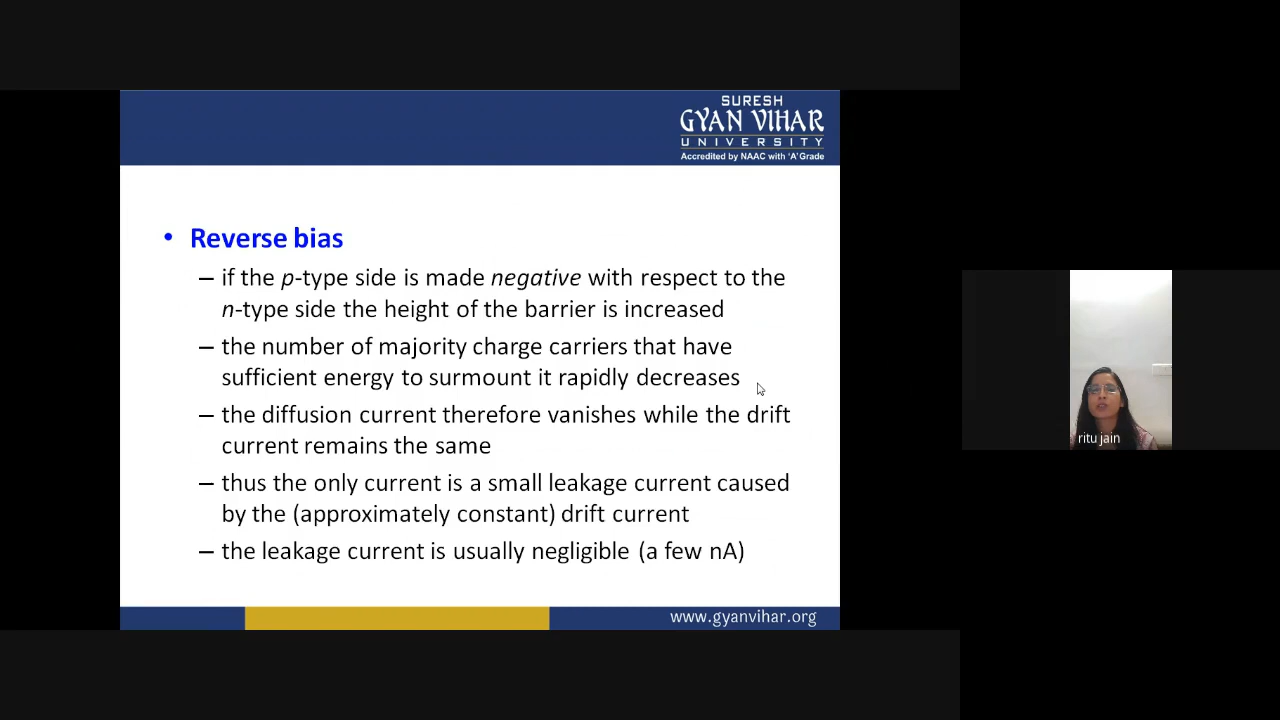 SURESH
GYAN VIHAR
UNIVERSITY
Accredited by NAAC with 'A' Grade
• Reverse bias
– if the p-type side is made negative with respect to the
n-type side the height of the barrier is increased
– the number of majority charge carriers that have
sufficient energy to surmount it rapidly decreases
– the diffusion current therefore vanishes while the drift
current remains the same
– thus the only current is a small leakage current caused
by the (approximately constant) drift current
– the leakage current is usually negligible (a few nA)
www.gyanvihar.org
ritu jain